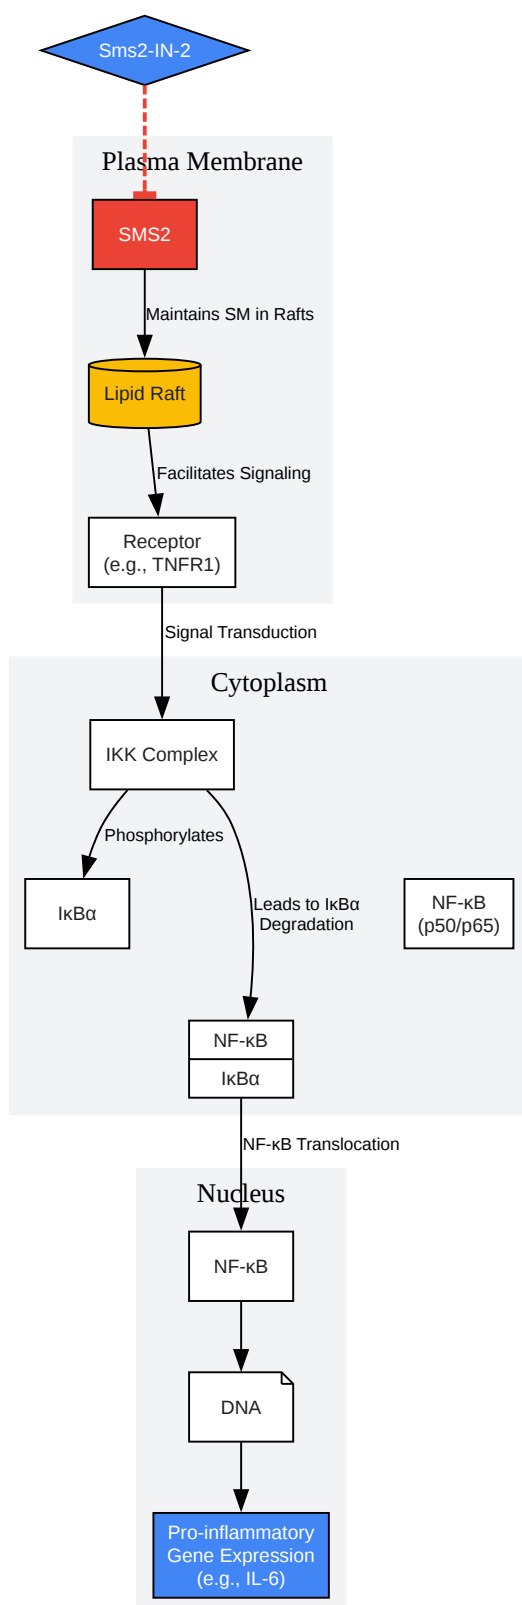 Sms2-IN-2
Plasma Membrane
SMS2
Maintains SM in Rafts
Lipid Raft
Facilitates Signaling
Receptor
(e.g., TNFR1)
Signal Transduction
Cytoplasm
IKK Complex
Phosphorylates
IκBα
Leads to IκBα
Degradation
NF-κB
(p50/p65)
NF-κB
IκBα
NF-κB Translocation
Nucleus
NF-κB
DNA
Pro-inflammatory
Gene Expression
(e.g., IL-6)